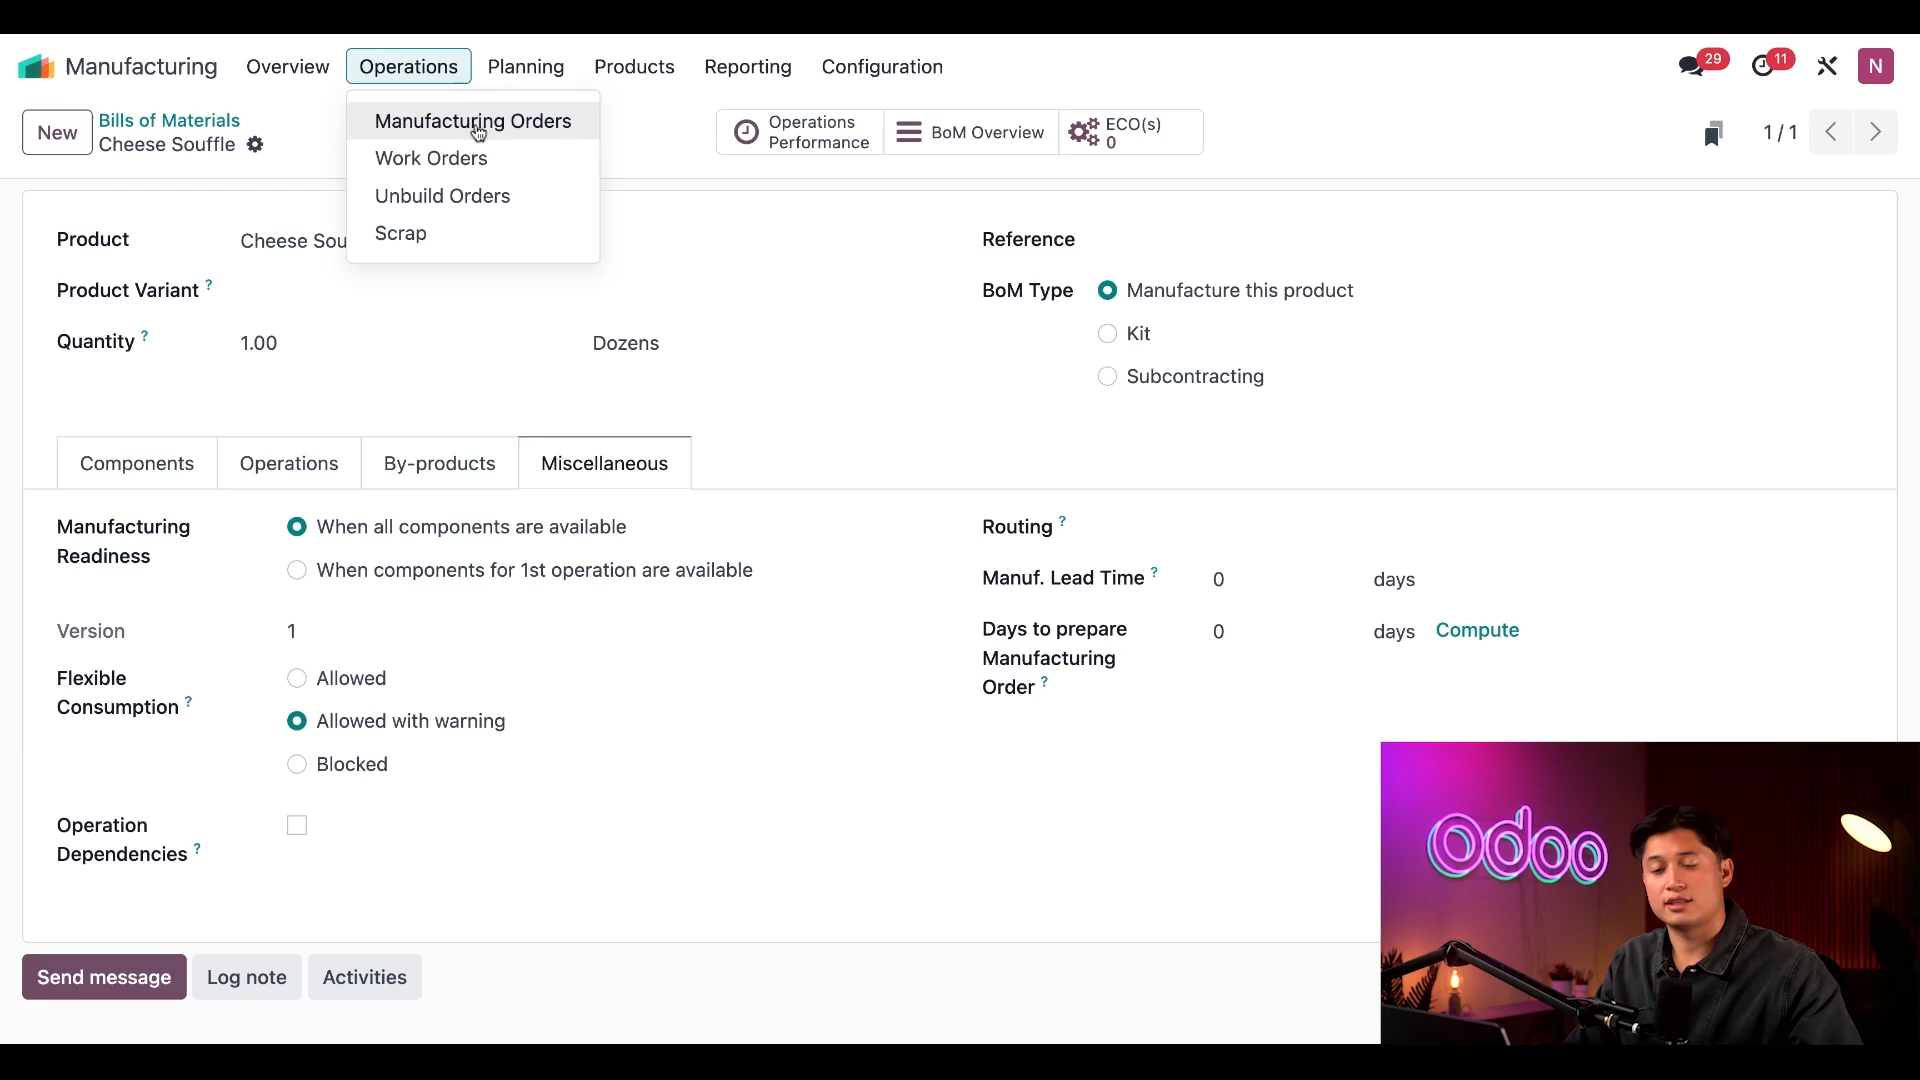 Manufacturing Overview Operations Planning Products Reporting Configuration 29 11 N
New
Bills of Materials
Cheese Souffle
Manufacturing Orders
Work Orders
Unbuild Orders
Scrap
Operations
Performance
BoM Overview
ECO(s)
0
1 / 1
Product Cheese Sou
Product Variant ?
Quantity ? 1.00 Dozens
Reference
BoM Type Manufacture this product
Kit
Subcontracting
Components Operations By-products Miscellaneous
Manufacturing
Readiness
When all components are available
When components for 1st operation are available
Version 1
Flexible
Consumption ?
Allowed
Allowed with warning
Blocked
Operation
Dependencies ?
Routing ?
Manuf. Lead Time ? 0 days
Days to prepare
Manufacturing
Order ?
0 days Compute
Send message Log note Activities
odoo